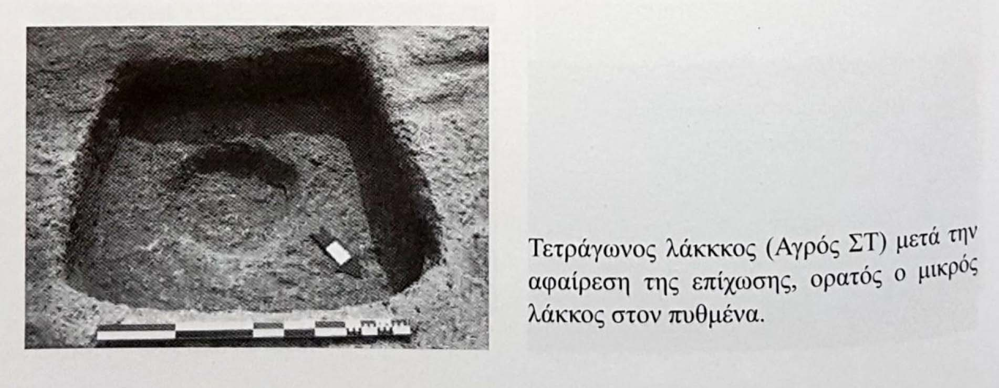 Τετράγωνος λάκκκος (Αγρός ΣΤ) μετά την
αφαίρεση της επίχωσης, ορατός ο μικρός
λάκκος στον πυθμένα.